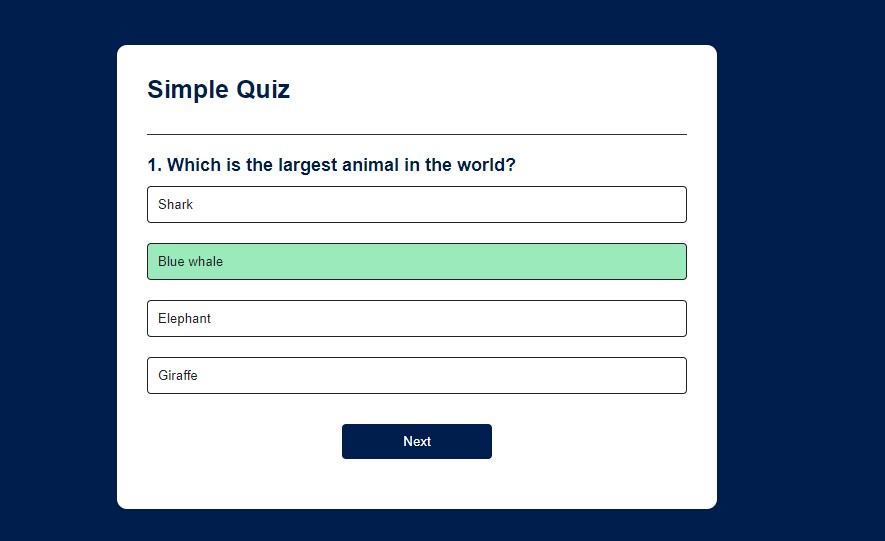 Simple Quiz
1. Which is the largest animal in the world?
Shark
Blue whale
Elephant
Giraffe
Next